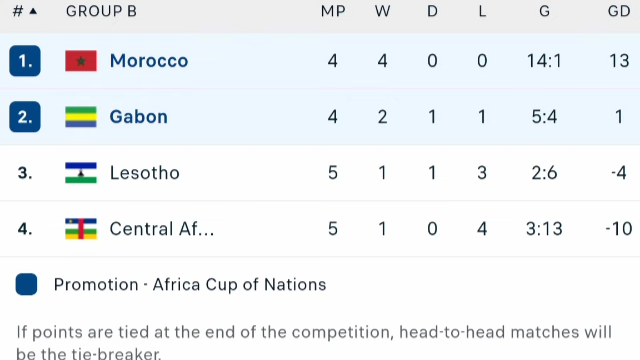 # ▲ GROUP B MP W D L G GD
1. Morocco 4 4 0 0 14:1 13
2. Gabon 4 2 1 1 5:4 1
3. Lesotho 5 1 1 3 2:6 -4
4. Central Af... 5 1 0 4 3:13 -10
Promotion - Africa Cup of Nations
If points are tied at the end of the competition, head-to-head matches will
be the tie-breaker.